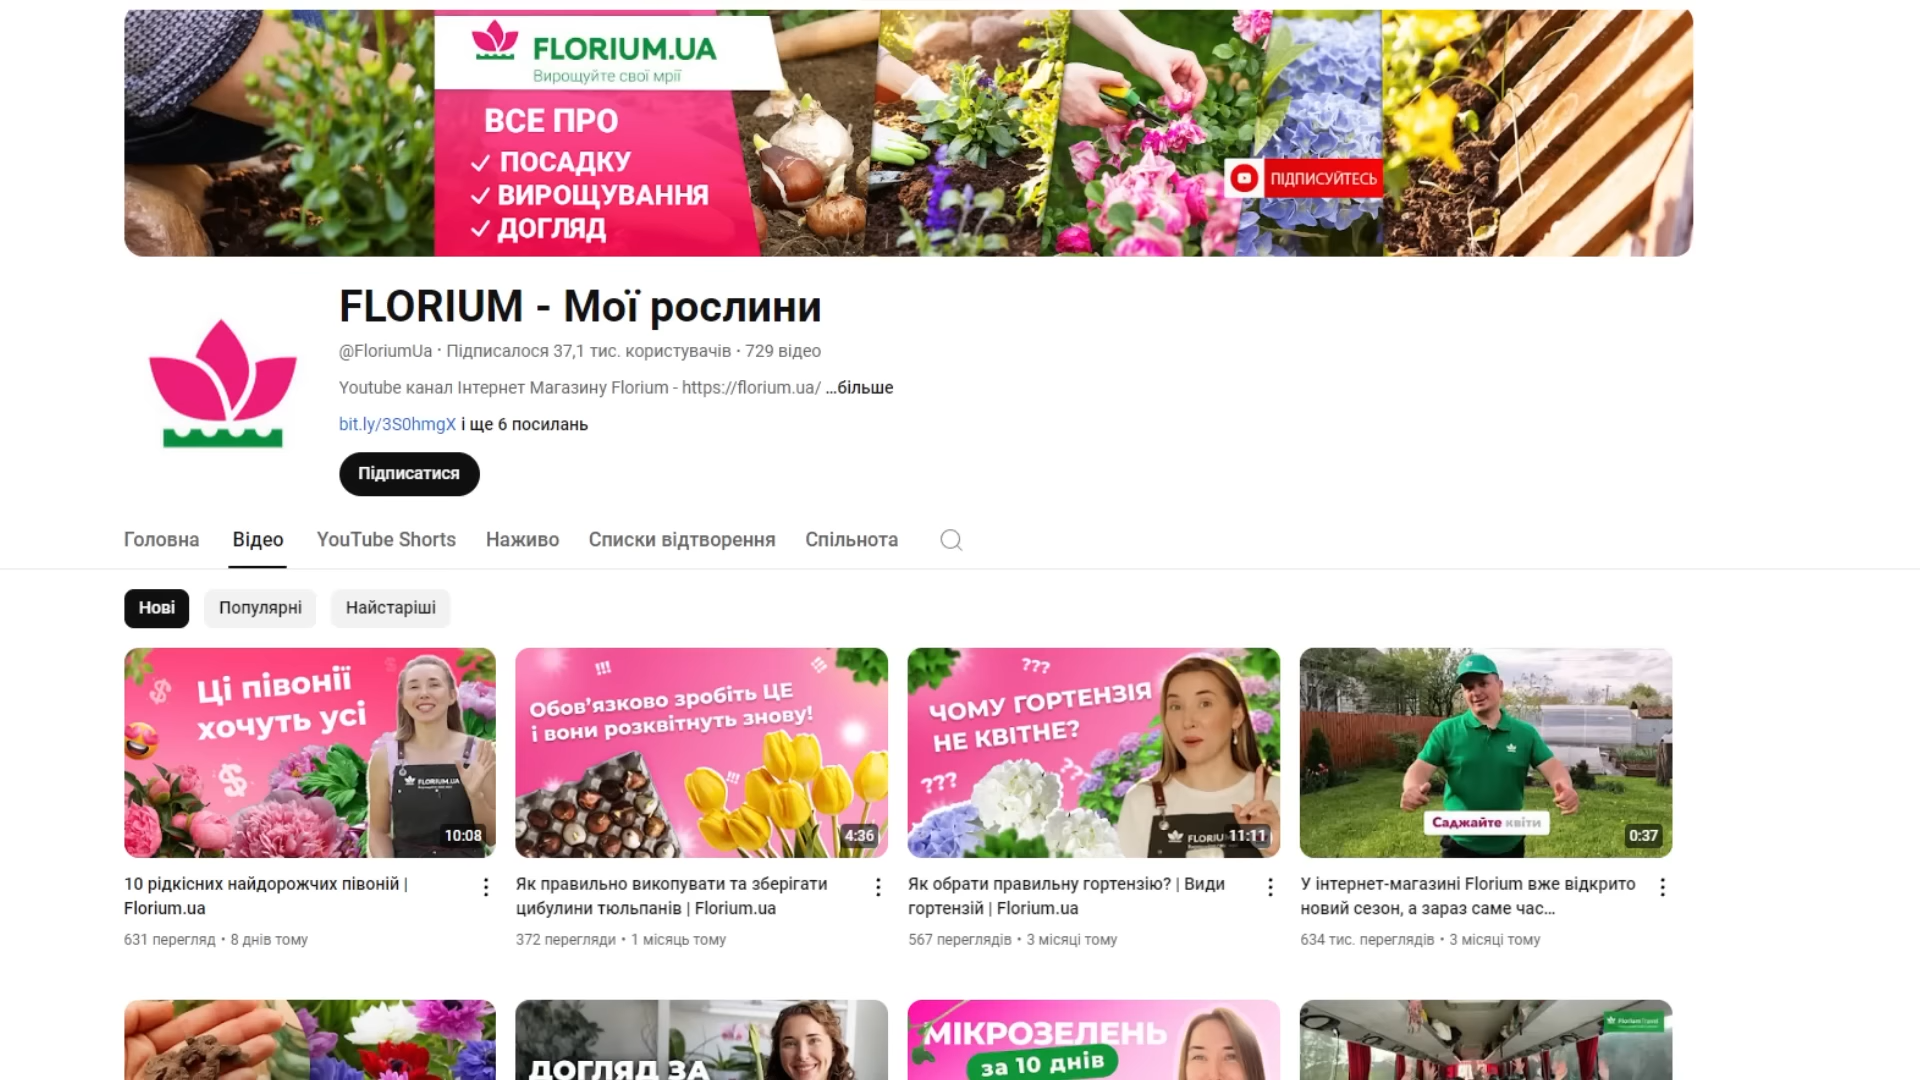 FLORIUM.UA
Вирощуйте свої мрії
ВСЕ ПРО
✓ ПОСАДКУ
✓ ВИРОЩУВАННЯ
✓ ДОГЛЯД
ПІДПИСУЙТЕСЬ
FLORIUM - Мої рослини
@FloriumUa • Підписалося 37,1 тис. користувачів • 729 відео
Youtube канал Інтернет Магазину Florium - https://florium.ua/ ...більше
bit.ly/3S0hmgX і ще 6 посилань
Підписатися
Головна Відео YouTube Shorts Наживо Списки відтворення Спільнота
Нові Популярні Найстаріші
Ці півонії
хочуть усі
FLORIUM.UA
10:08
!!!
!!!
Обов'язково зробіть ЦЕ
і вони розквітнуть знову!
!!!
4:36
???
ЧОМУ ГОРТЕНЗІЯ
НЕ КВІТНЕ?
???
??
FLORIU
11:11
Саджайте квіти
0:37
10 рідкісних найдорожчих півоній |
Florium.ua
631 перегляд • 8 днів тому
Як правильно викопувати та зберігати
цибулини тюльпанів | Florium.ua
372 перегляди • 1 місяць тому
Як обрати правильну гортензію? | Види
гортензій | Florium.ua
567 переглядів • 3 місяці тому
У інтернет-магазині Florium вже відкрито
новий сезон, а зараз саме час...
634 тис. переглядів • 3 місяці тому
ДОГЛЯД ЗА
МІКРОЗЕЛЕНЬ
за 10 днів